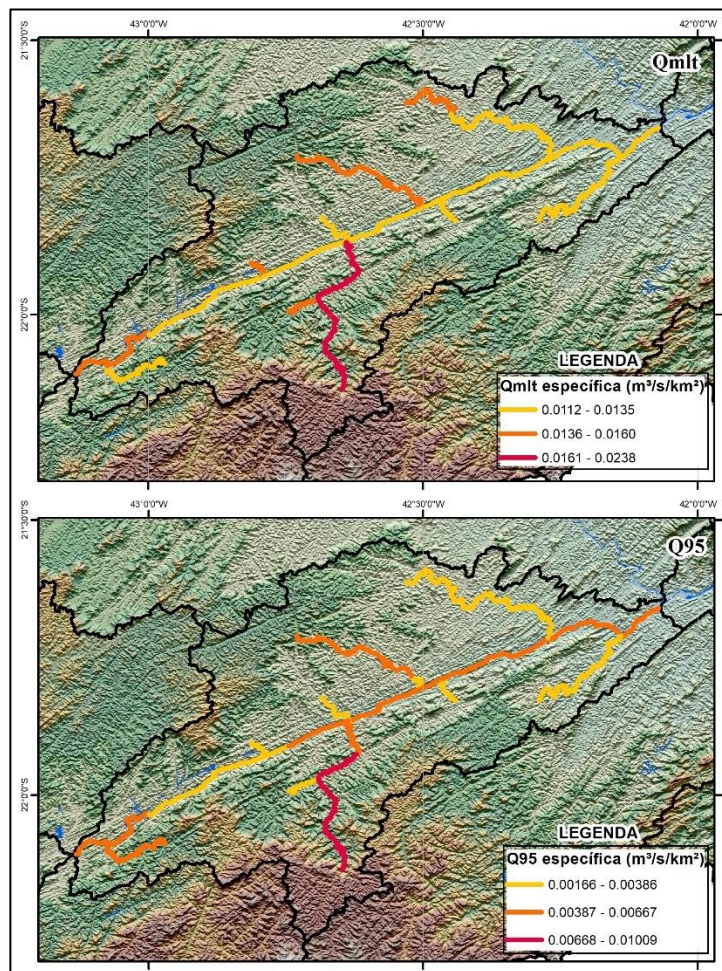 43°0'0"W 42°30'0"W 42°0'0"W
21°30'0"S
Qmlt
22°0'0"S
LEGENDA
Qmlt específica (m³/s/km²)
0.0112 - 0.0135
0.0136 - 0.0160
0.0161 - 0.0238
43°0'0"W 42°30'0"W 42°0'0"W
21°30'0"S
Q95
22°0'0"S
LEGENDA
Q95 específica (m³/s/km²)
0.00166 - 0.00386
0.00387 - 0.00667
0.00668 - 0.01009